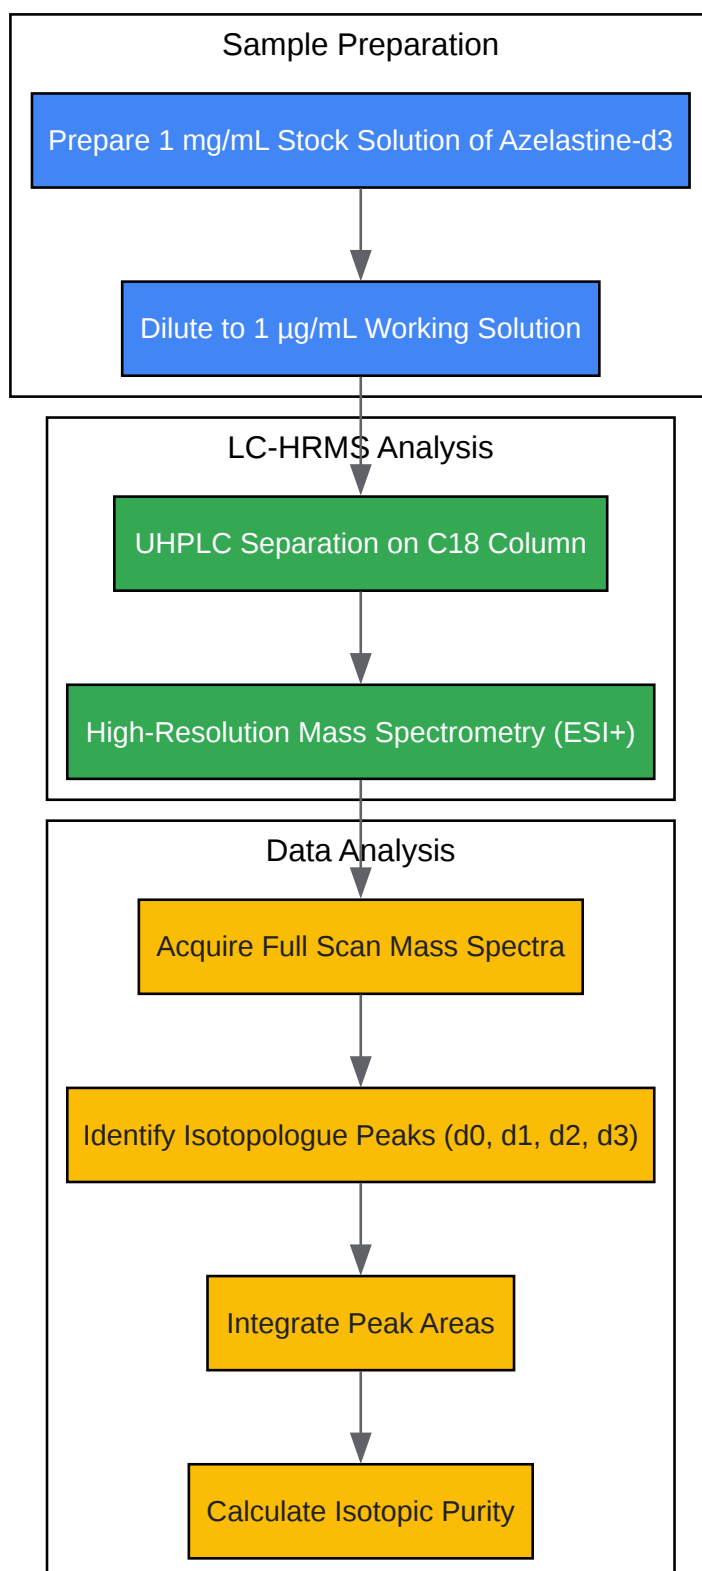 Sample Preparation
Prepare 1 mg/mL Stock Solution of Azelastine-d3
Dilute to 1 µg/mL Working Solution
LC-HRMS Analysis
UHPLC Separation on C18 Column
High-Resolution Mass Spectrometry (ESI+)
Data Analysis
Acquire Full Scan Mass Spectra
Identify Isotopologue Peaks (d0, d1, d2, d3)
Integrate Peak Areas
Calculate Isotopic Purity